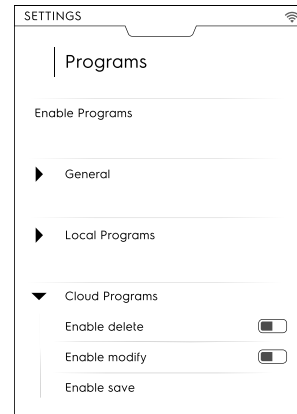 SETTINGS
Programs
Enable Programs
General
Local Programs
Cloud Programs
Enable delete
Enable modify
Enable save